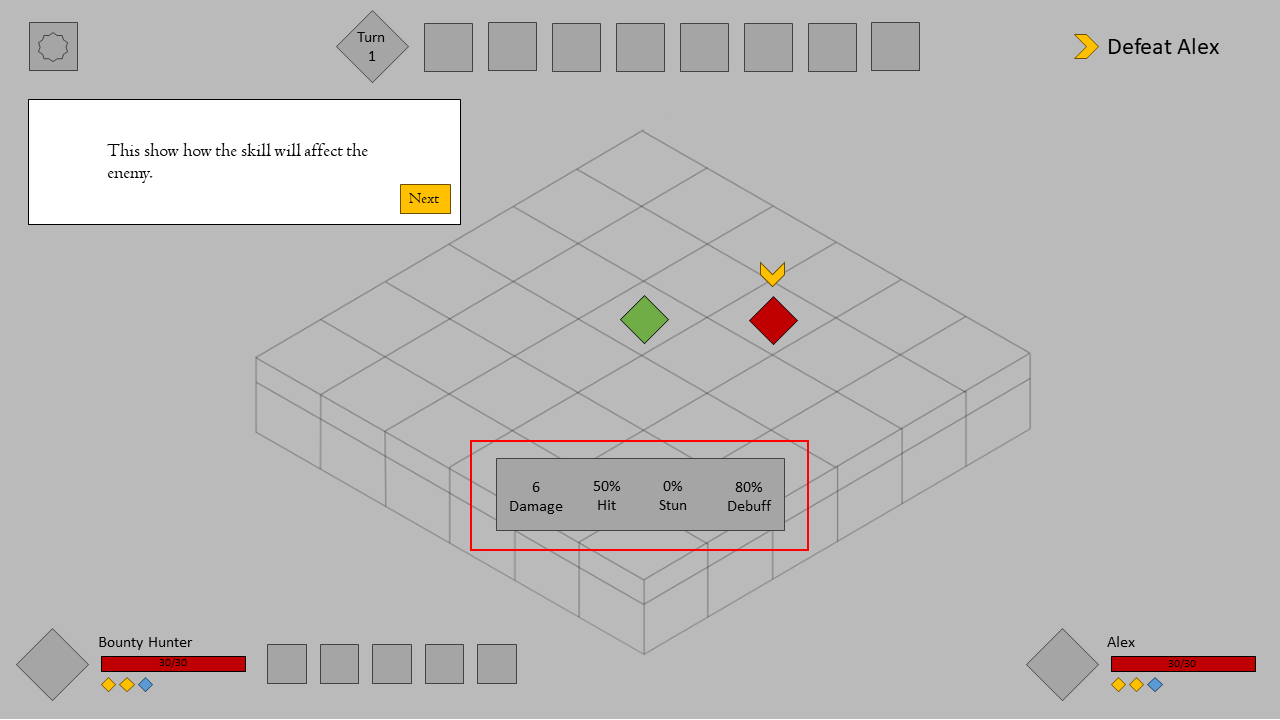 Turn
1
Defeat Alex
This show how the skill will affect the
enemy.
Next
6 50% 0% 80%
Damage Hit Stun Debuff
Bounty Hunter
30/30
Alex
30/30